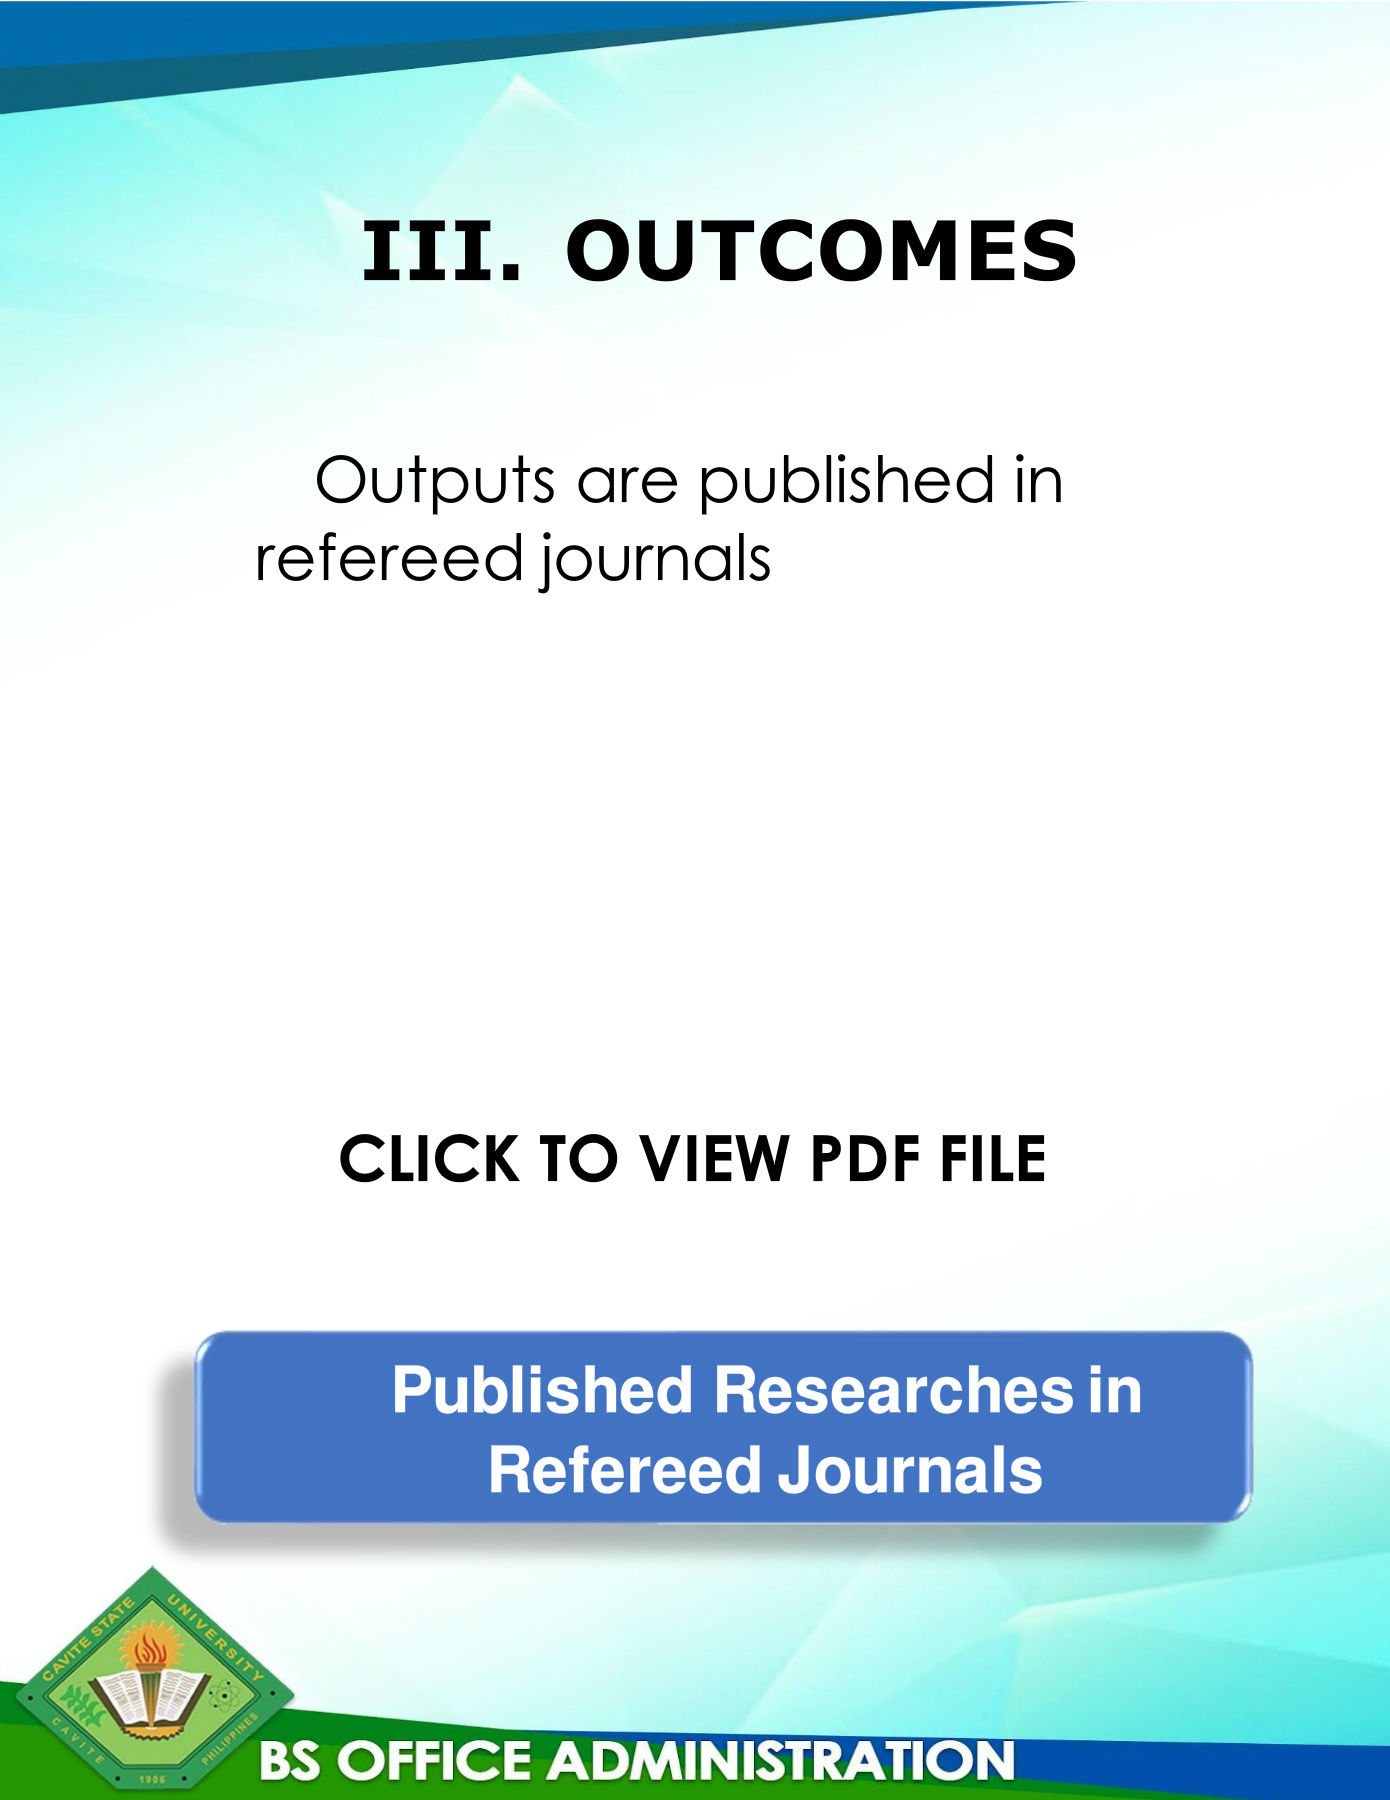 III. OUTCOMES
Outputs are published in
refereed journals
CLICK TO VIEW PDF FILE
Published Researches in
Refereed Journals
CAVITE STATE UNIVERSITY
CAVITE
1906
PHILIPPINES
BS OFFICE ADMINISTRATION